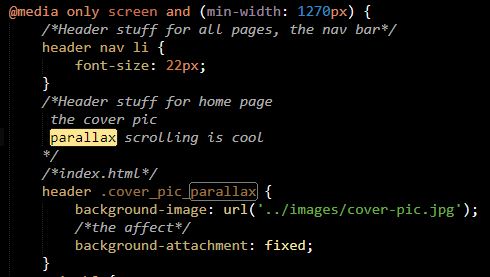 @media only screen and (min-width: 1270px) {
/*Header stuff for all pages, the nav bar*/
header nav li {
font-size: 22px;
}
/*Header stuff for home page
the cover pic
parallax scrolling is cool
*/
/*index.html*/
header .cover_pic_parallax {
background-image: url('../images/cover-pic.jpg');
/*the affect*/
background-attachment: fixed;
}